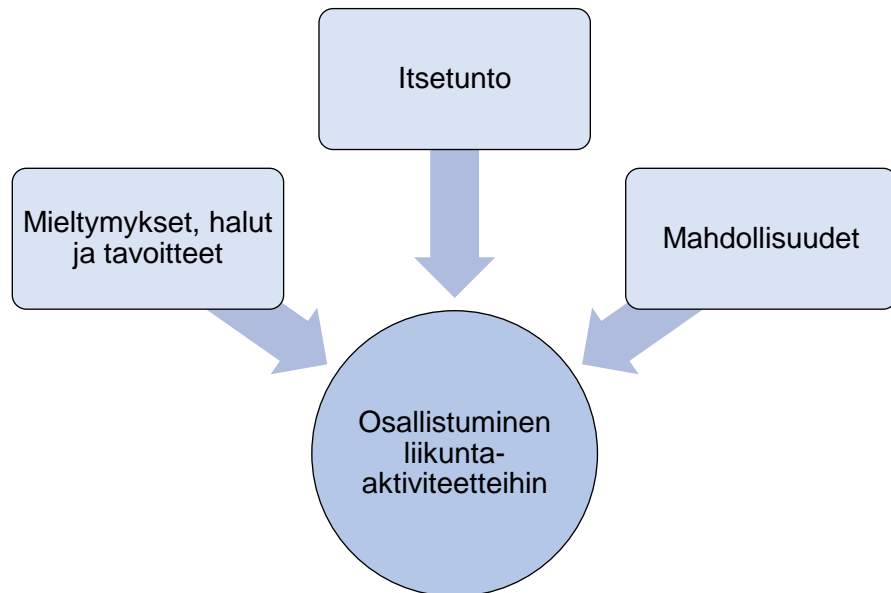 Itsetunto
Mieltymykset, halut
ja tavoitteet
Mahdollisuudet
Osallistuminen
liikunta-
aktiviteetteihin